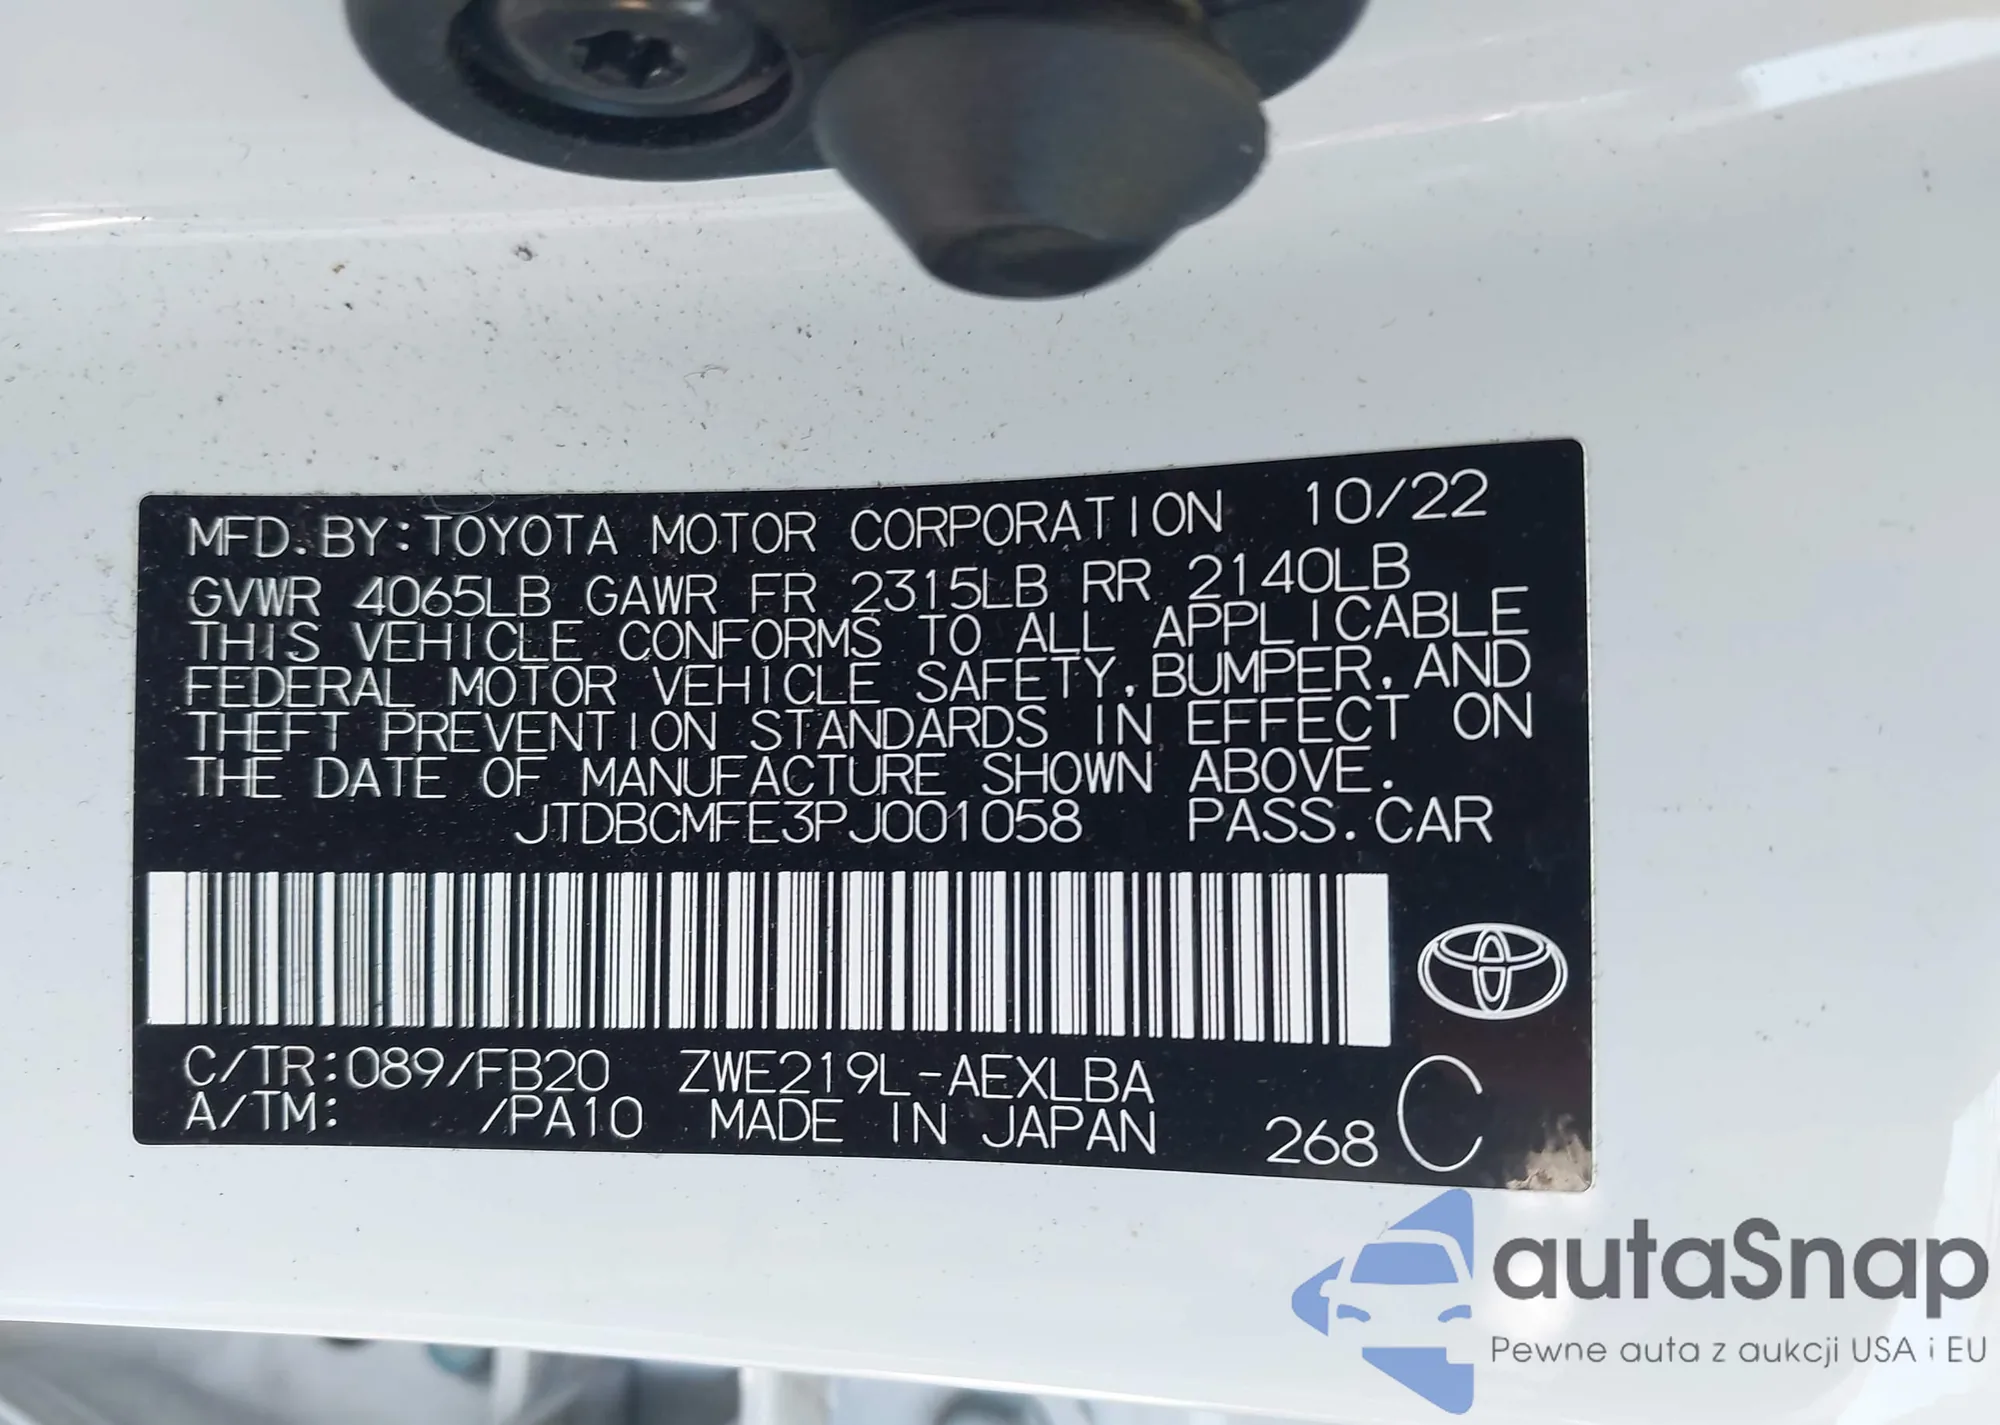 MFD.BY:TOYOTA MOTOR CORPORATION 10/22
GVWR 4065LB GAWR FR 2315LB RR 2140LB
THIS VEHICLE CONFORMS TO ALL APPLICABLE
FEDERAL MOTOR VEHICLE SAFETY, BUMPER, AND
THEFT PREVENTION STANDARDS IN EFFECT ON
THE DATE OF MANUFACTURE SHOWN ABOVE.
JTDBCMFE3PJ001058 PASS.CAR
C/TR:089/FB20 ZWE219L-AEXLBA
A/TM: /PA10 MADE IN JAPAN 268 C
autaSnap
Pewne auta z aukcji USA i EU